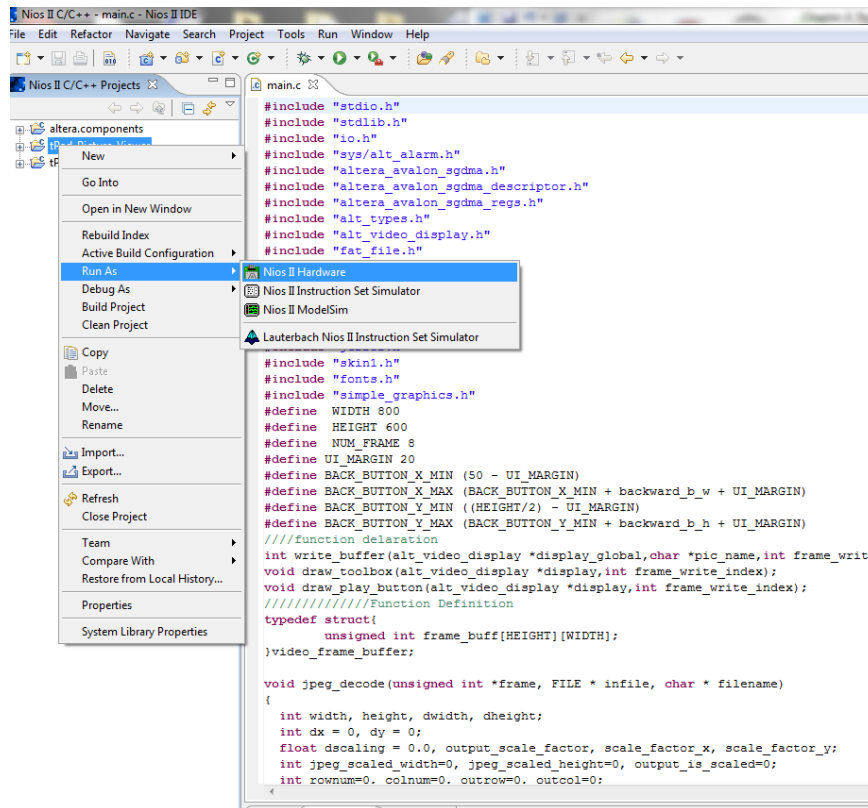 Nios II C/C++ - main.c - Nios II IDE
File Edit Refactor Navigate Search Project Tools Run Window Help
Nios II C/C++ Projects
main.c
altera.components
New
Go Into
Open in New Window
Rebuild Index
Active Build Configuration
Run As
Debug As
Build Project
Clean Project
Copy
Paste
Delete
Move...
Rename
Import...
Export...
Refresh
Close Project
Team
Compare With
Restore from Local History...
Properties
System Library Properties
Nios II Hardware
Nios II Instruction Set Simulator
Nios II ModelSim
Lauterbach Nios II Instruction Set Simulator
#include "stdio.h"
#include "stdlib.h"
#include "io.h"
#include "sys/alt_alarm.h"
#include "altera_avalon_sgdma.h"
#include "altera_avalon_sgdma_descriptor.h"
#include "altera_avalon_sgdma_regs.h"
#include "alt_types.h"
#include "alt_video_display.h"
#include "fat_file.h"
#include "skin1.h"
#include "fonts.h"
#include "simple_graphics.h"
#define WIDTH 800
#define HEIGHT 600
#define NUM_FRAME 8
#define UI_MARGIN 20
#define BACK_BUTTON_X_MIN (50 - UI_MARGIN)
#define BACK_BUTTON_X_MAX (BACK_BUTTON_X_MIN + backward_b_w + UI_MARGIN)
#define BACK_BUTTON_Y_MIN ((HEIGHT/2) - UI_MARGIN)
#define BACK_BUTTON_Y_MAX (BACK_BUTTON_Y_MIN + backward_b_h + UI_MARGIN)
////function delaration
int write_buffer(alt_video_display *display_global,char *pic_name,int frame_writ
void draw_toolbox(alt_video_display *display,int frame_write_index);
void draw_play_button(alt_video_display *display,int frame_write_index);
//////////////Function Definition
typedef struct{
unsigned int frame_buff[HEIGHT][WIDTH];
}video_frame_buffer;
void jpeg_decode(unsigned int *frame, FILE * infile, char * filename)
{
int width, height, dwidth, dheight;
int dx = 0, dy = 0;
float dscaling = 0.0, output_scale_factor, scale_factor_x, scale_factor_y;
int jpeg_scaled_width=0, jpeg_scaled_height=0, output_is_scaled=0;
int rownum=0, colnum=0, outrow=0, outcol=0;